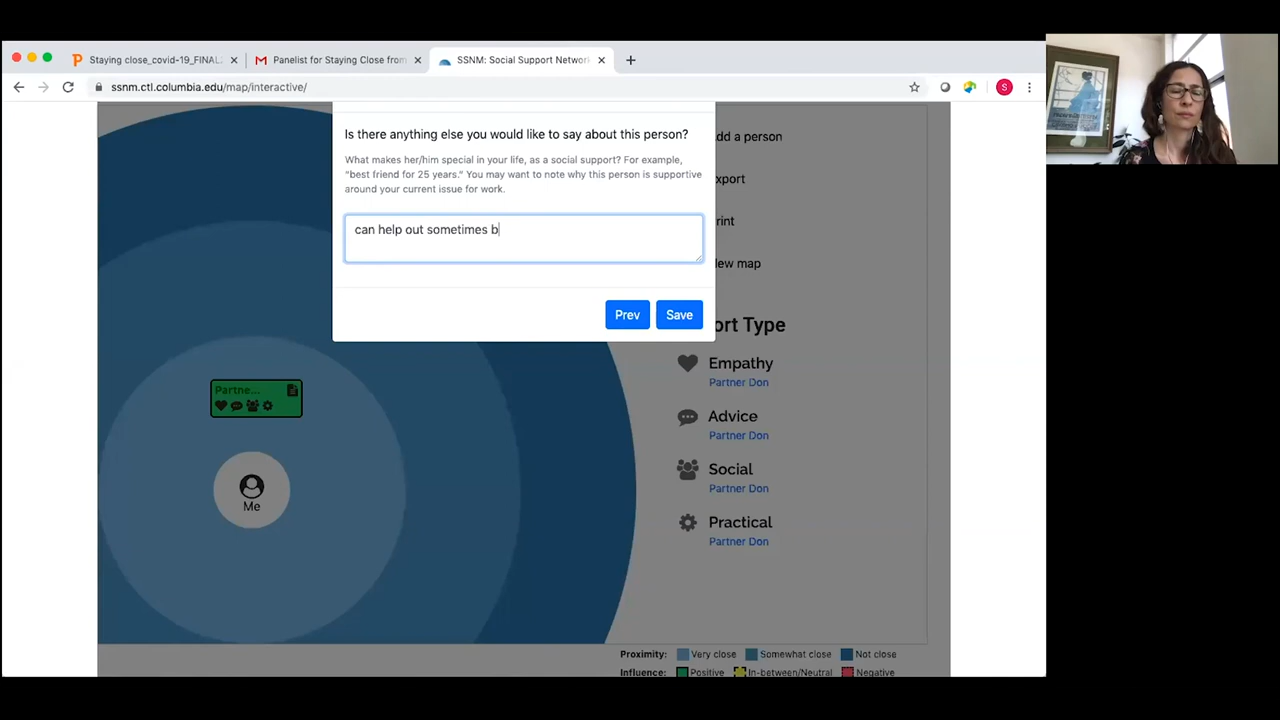 Staying close_covid-19_FINAL.
Panelist for Staying Close from
SSNM: Social Support Network
ssnm.ctl.columbia.edu/map/interactive/
S
Is there anything else you would like to say about this person?
What makes her/him special in your life, as a social support? For example,
"best friend for 25 years." You may want to note why this person is supportive
around your current issue for work.
can help out sometimes b
Prev
Save
dd a person
xport
rint
ew map
ort Type
Empathy
Partner Don
Advice
Partner Don
Social
Partner Don
Practical
Partner Don
Partne...
Me
Proximity: Very close Somewhat close Not close
Influence: Positive In-between/Neutral Negative